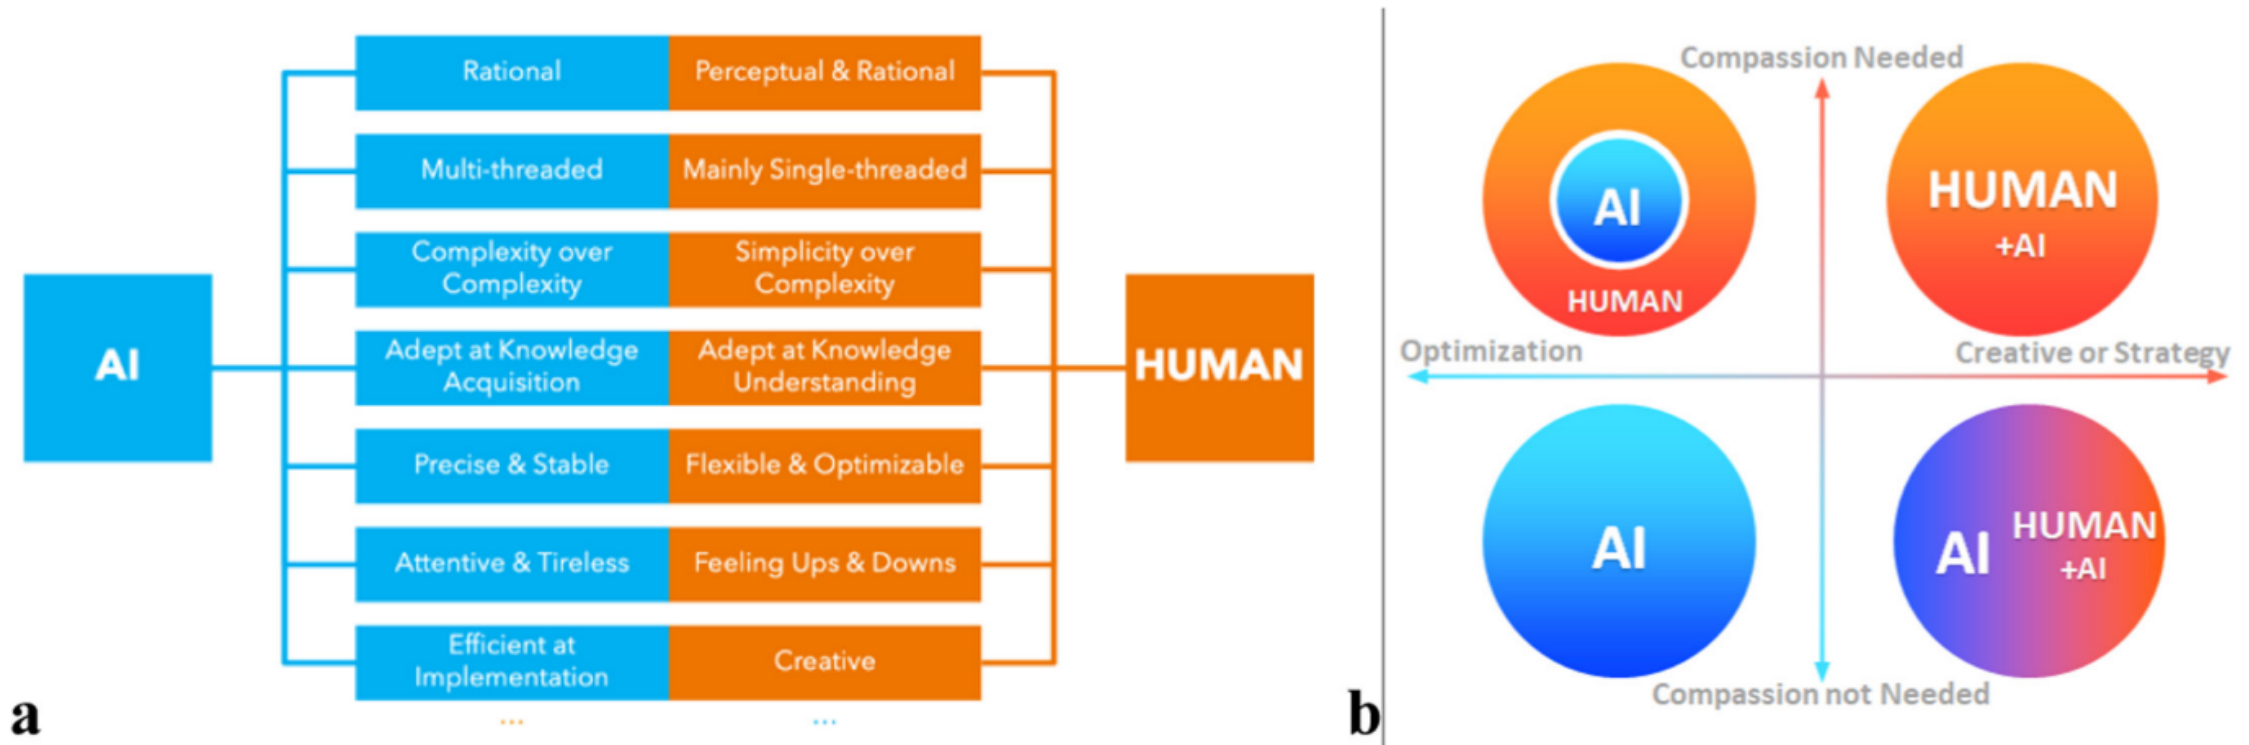 AI
Rational
Perceptual & Rational
Multi-threaded
Mainly Single-threaded
Complexity over
Complexity
Simplicity over
Complexity
Adept at Knowledge
Acquisition
Adept at Knowledge
Understanding
Precise & Stable
Flexible & Optimizable
Attentive & Tireless
Feeling Ups & Downs
Efficient at
Implementation
Creative
...
...
HUMAN
a
Compassion Needed
AI
HUMAN
HUMAN
+AI
Optimization
Creative or Strategy
AI
AI
HUMAN
+AI
Compassion not Needed
b